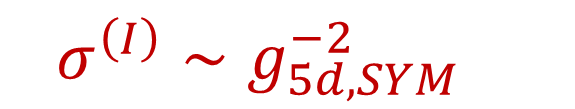 σ^{(I)} ~ g_{5d,SYM}^{-2}